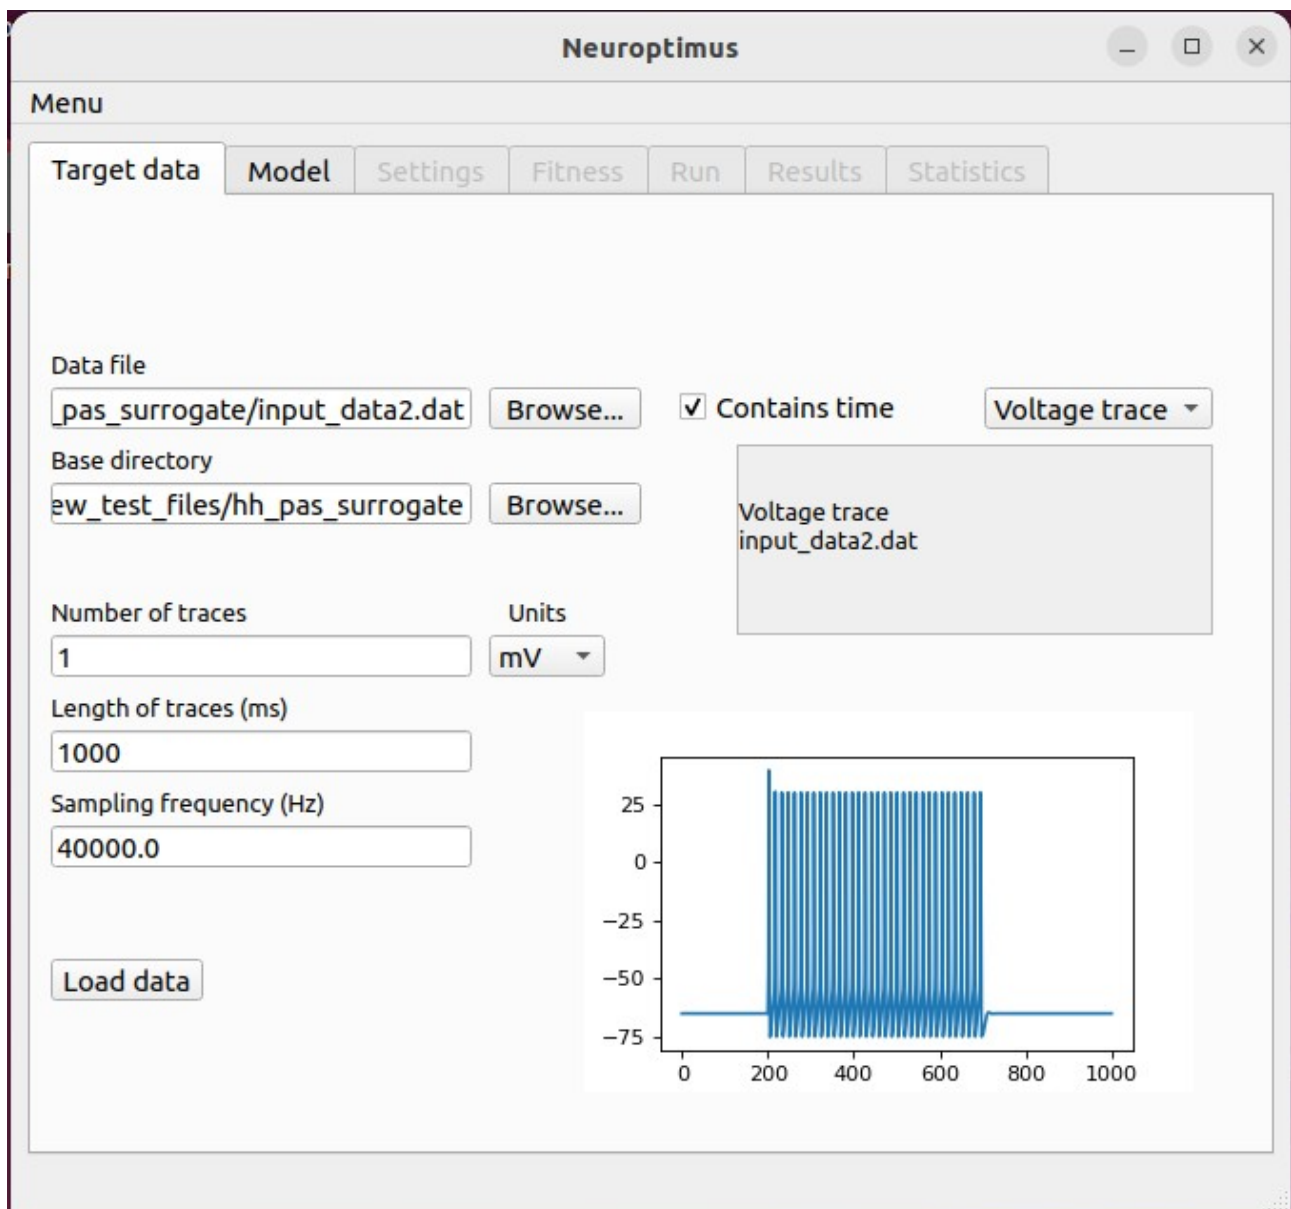 Neuroptimus
Menu
Target data Model Settings Fitness Run Results Statistics
Data file
_pas_surrogate/input_data2.dat Browse... Contains time Voltage trace
Base directory
ew_test_files/hh_pas_surrogate Browse...
Voltage trace
input_data2.dat
Number of traces Units
1 mV
Length of traces (ms)
1000
Sampling frequency (Hz)
40000.0
Load data
25
0
−25
−50
−75
0 200 400 600 800 1000